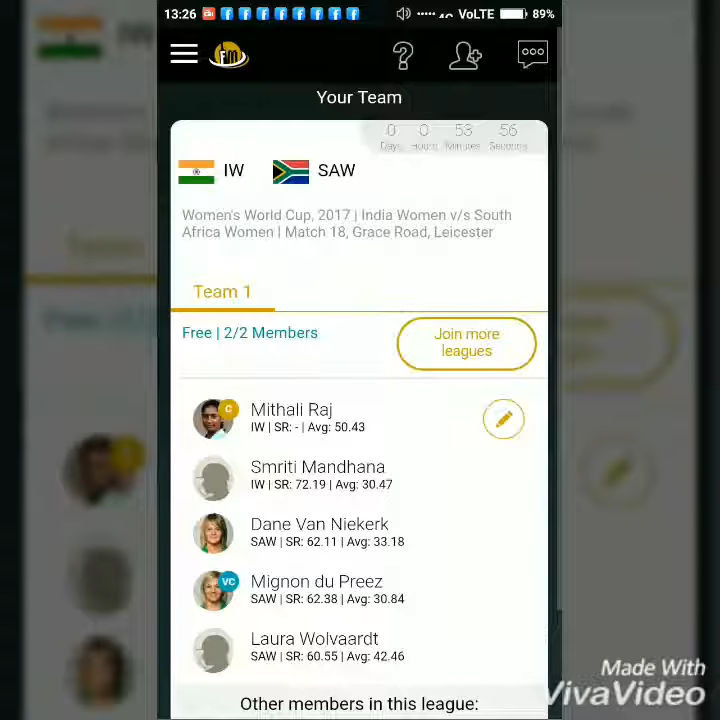 13:26 VoLTE 89%
Your Team
0 0 53 56
Days Hours Minutes Seconds
IW SAW
Women's World Cup, 2017 | India Women v/s South
Africa Women | Match 18, Grace Road, Leicester
Team 1
Free | 2/2 Members
Join more
leagues
C
Mithali Raj
IW | SR: - | Avg: 50.43
Smriti Mandhana
IW | SR: 72.19 | Avg: 30.47
Dane Van Niekerk
SAW | SR: 62.11 | Avg: 33.18
VC
Mignon du Preez
SAW | SR: 62.38 | Avg: 30.84
Laura Wolvaardt
SAW | SR: 60.55 | Avg: 42.46
Other members in this league:
Made With
VivaVideo